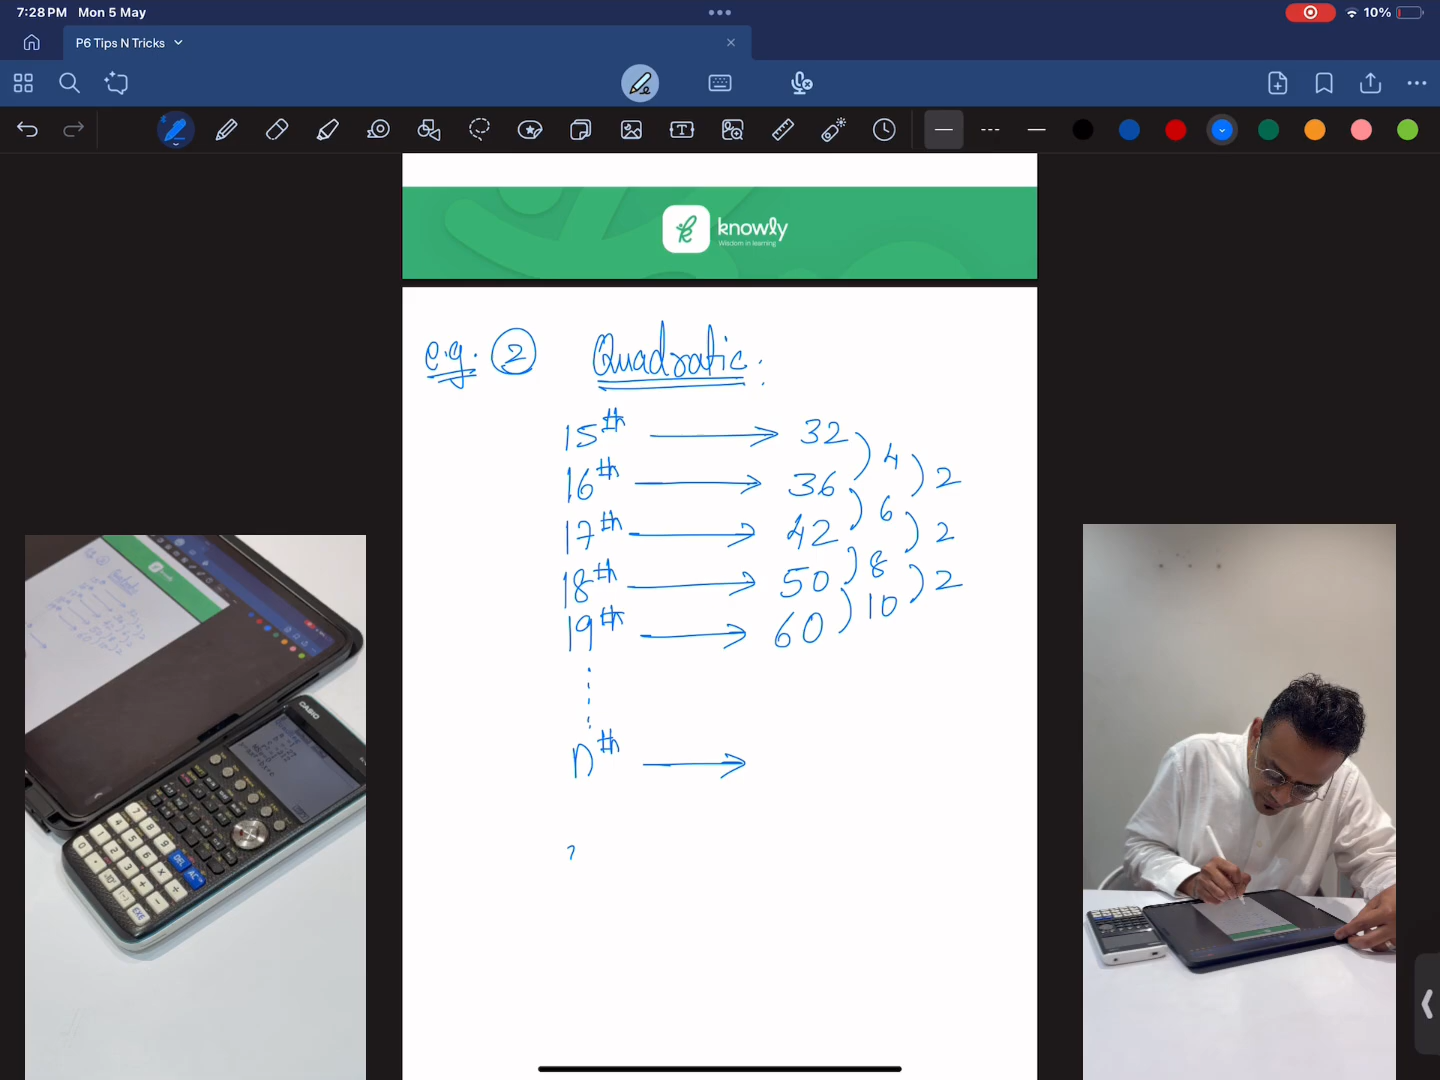 7:28 PM Mon 5 May
10%
P6 Tips N Tricks
knowly
Wisdom in learning
e.g. 2 Quadratic:
15th → 32
4
2
16th → 36
6
2
17th → 42
8
2
18th → 50
10
19th → 60
nth →
CASIO